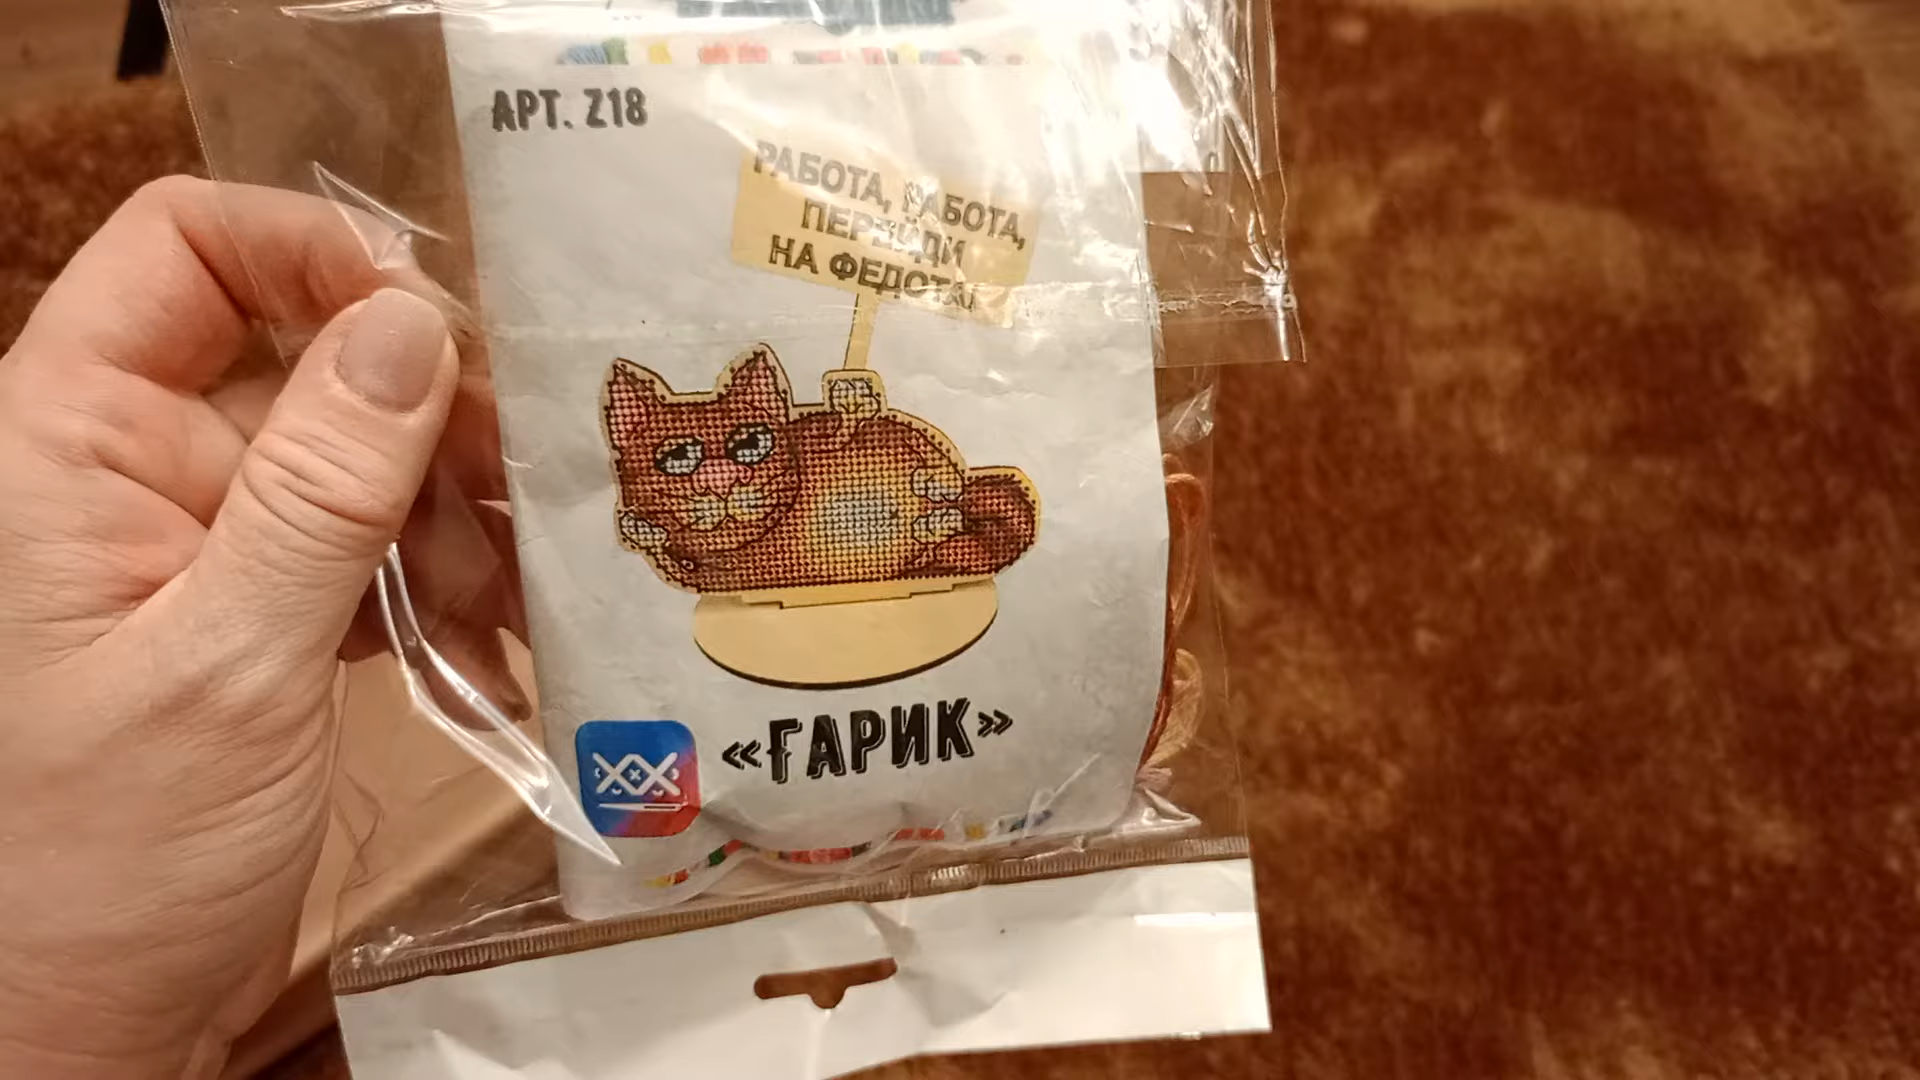 АРТ. Z18
РАБОТА, РАБОТА,
ПЕРЕЙДИ
НА ФЕДОТА!
«ГАРИК»